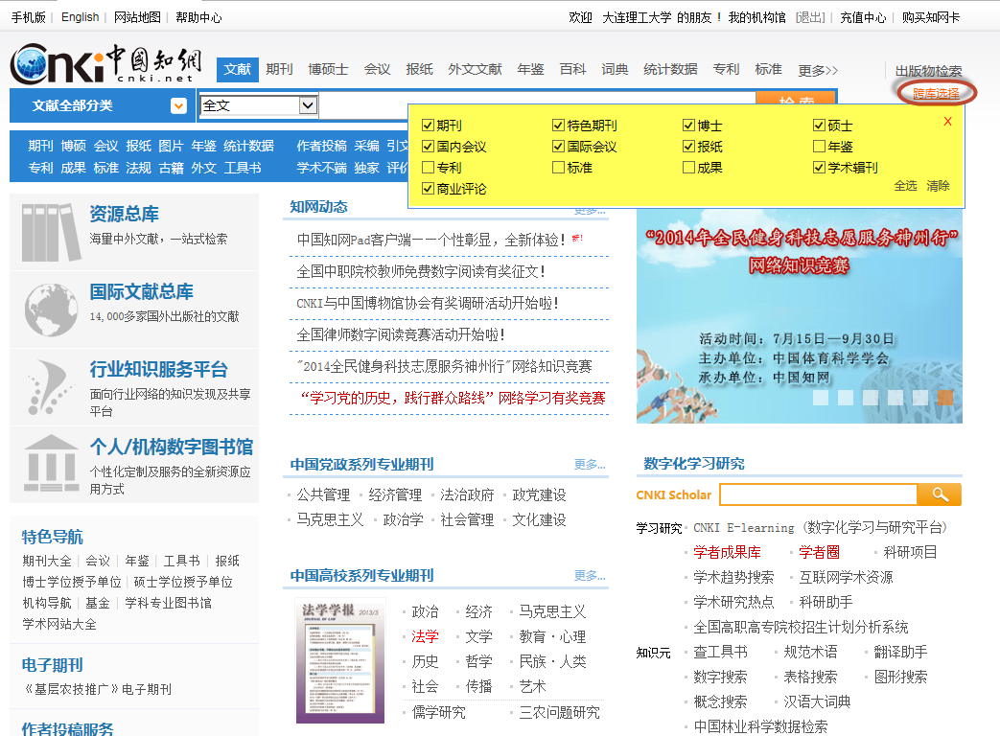 手机版 | English | 网站地图 | 帮助中心
欢迎 大连理工大学 的朋友！ 我的机构馆 [退出] | 充值中心 | 购买知网卡
Cnki 中国知網
cnki.net
文献 期刊 博硕士 会议 报纸 外文文献 年鉴 百科 词典 统计数据 专利 标准 更多>>
出版物检索
跨库选择
文献全部分类
全文
检索
期刊 博硕 会议 报纸 图片 年鉴 统计数据 作者投稿 采编 引文
专利 成果 标准 法规 古籍 外文 工具书 学术不端 独家 评价
期刊 特色期刊 博士 硕士 X
国内会议 国际会议 报纸 年鉴
专利 标准 成果 学术辑刊
全选 清除
商业评论
资源总库
海量中外文献，一站式检索
国际文献总库
14,000多家国外出版社的文献
行业知识服务平台
面向行业网络的知识发现及共享
平台
个人/机构数字图书馆
个性化定制及服务的全新资源应
用方式
特色导航
期刊大全 | 会议 | 年鉴 | 工具书 | 报纸
博士学位授予单位 | 硕士学位授予单位
机构导航 | 基金 | 学科专业图书馆
学术网站大全
电子期刊
《基层农技推广》电子期刊
作者投稿服务
知网动态 更多...
中国知网Pad客户端——个性彰显，全新体验！
全国中职院校教师免费数字阅读有奖征文！
CNKI与中国博物馆协会有奖调研活动开始啦！
全国律师数字阅读竞赛活动开始啦！
"2014全民健身科技志愿服务神州行"网络知识竞赛
“学习党的历史，践行群众路线”网络学习有奖竞赛
中国党政系列专业期刊 更多...
公共管理 经济管理 法治政府 政党建设
马克思主义 政治学 社会管理 文化建设
中国高校系列专业期刊 更多...
法学学报 2013/5
JOURNAL OF LAW
政治 经济 马克思主义
法学 文学 教育·心理
历史 哲学 民族·人类
社会 传播 艺术
儒学研究 三农问题研究
“2014年全民健身科技志愿服务神州行”
网络知识竞赛
活动时间：7月15日—9月30日
主办单位：中国体育科学学会
承办单位：中国知网
数字化学习研究
CNKI Scholar
学习研究 CNKI E-learning (数字化学习与研究平台)
学者成果库 学者圈 科研项目
学术趋势搜索 互联网学术资源
学术研究热点 科研助手
全国高职高专院校招生计划分析系统
知识元 查工具书 规范术语 翻译助手
数字搜索 表格搜索 图形搜索
概念搜索 汉语大词典
中国林业科学数据检索